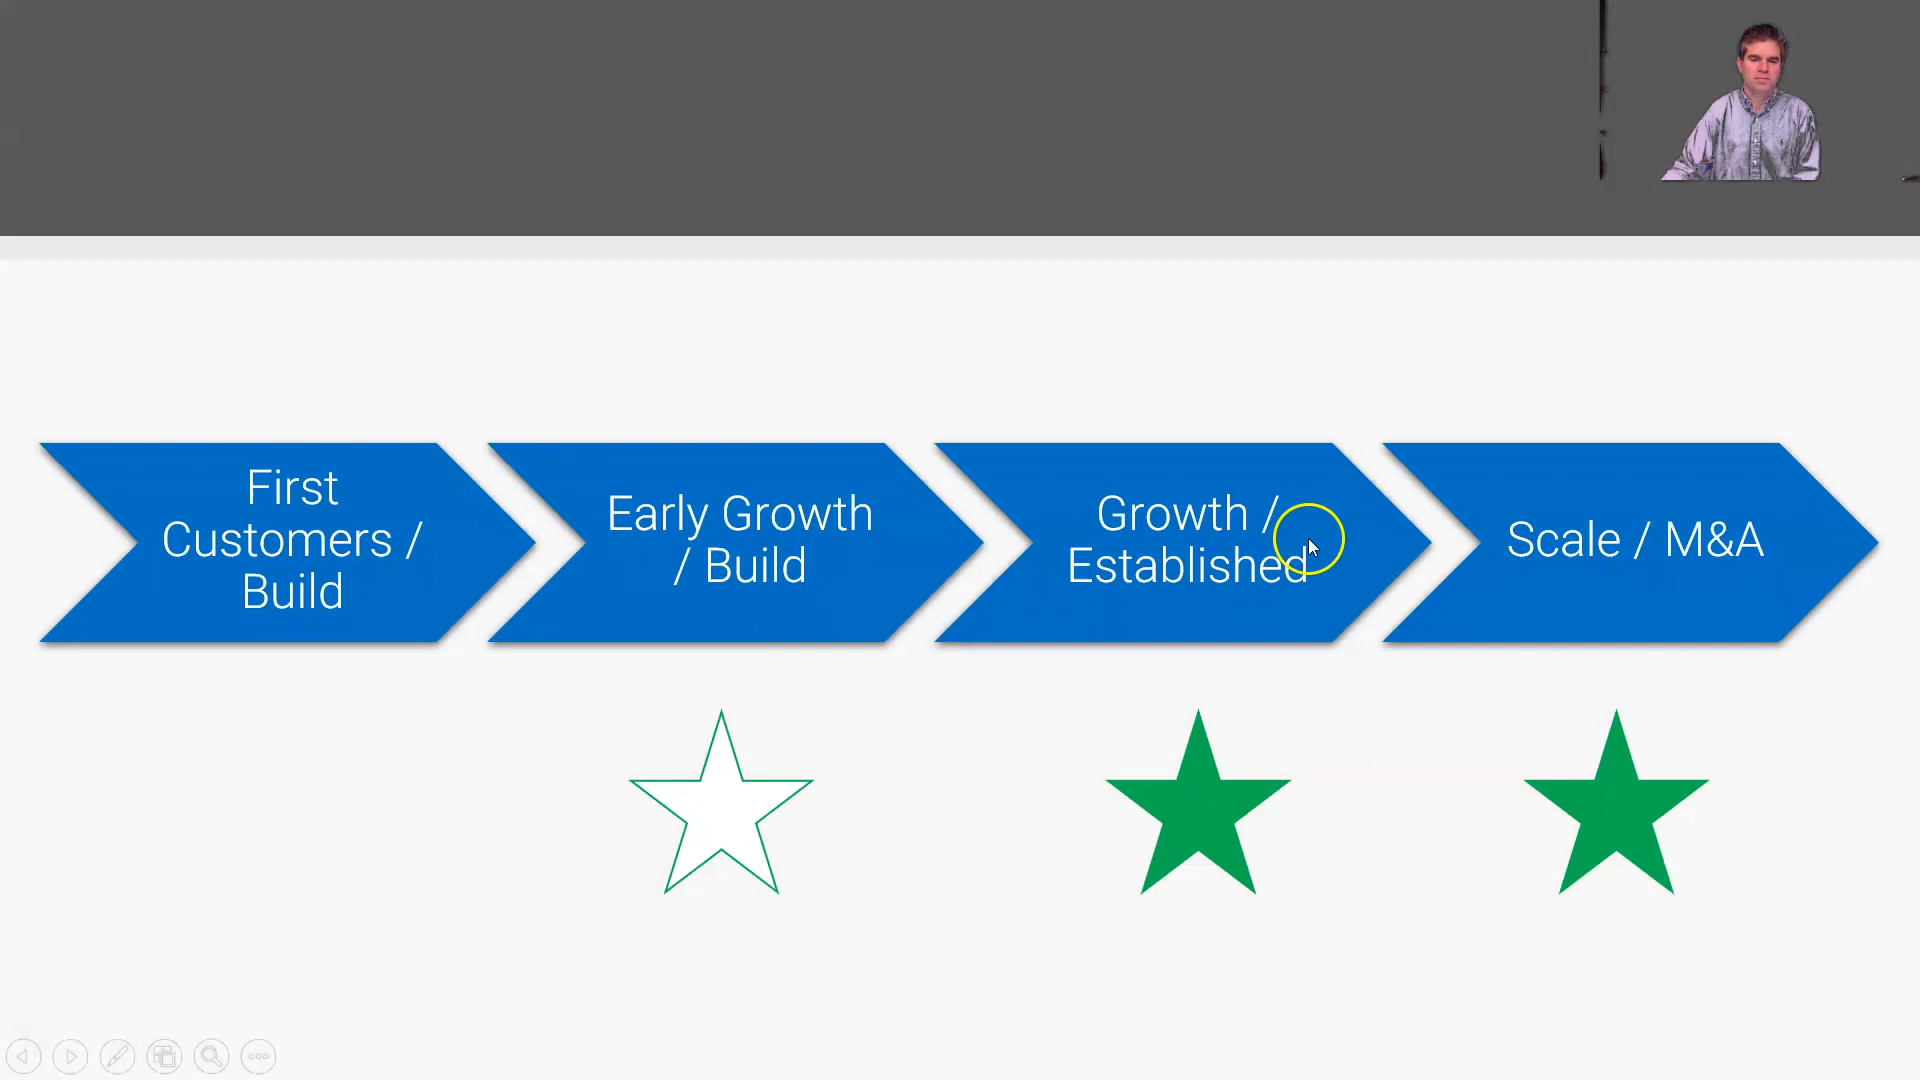 First
Customers /
Build
Early Growth
/ Build
Growth /
Established
Scale / M&A